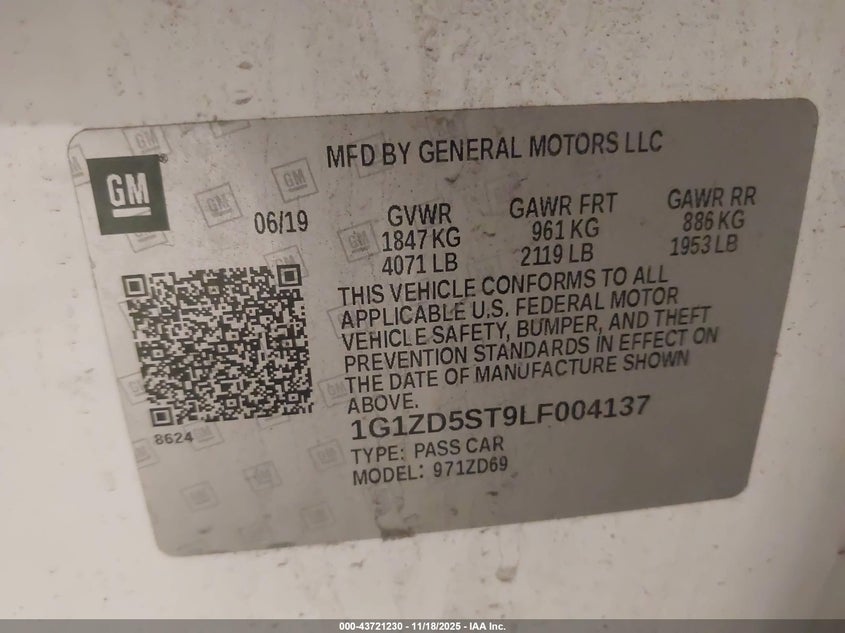 MFD BY GENERAL MOTORS LLC
GM
06/19
GVWR
1847 KG
4071 LB
GAWR FRT
961 KG
2119 LB
GAWR RR
886 KG
1953 LB
THIS VEHICLE CONFORMS TO ALL
APPLICABLE U.S. FEDERAL MOTOR
VEHICLE SAFETY, BUMPER, AND THEFT
PREVENTION STANDARDS IN EFFECT ON
THE DATE OF MANUFACTURE SHOWN
ABOVE.
8624
1G1ZD5ST9LF004137
TYPE: PASS CAR
MODEL: 971ZD69
000-43721230 - 11/18/2025 - IAA Inc.